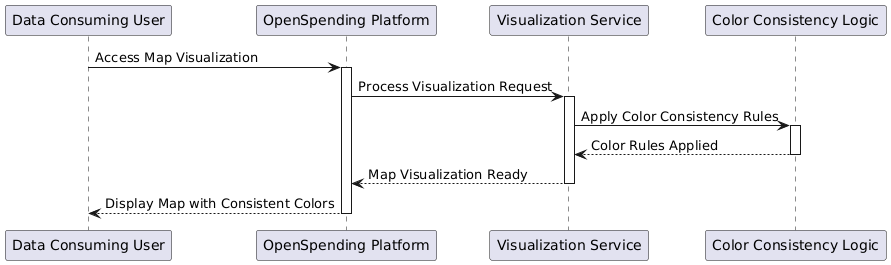 Data Consuming User
OpenSpending Platform
Visualization Service
Color Consistency Logic
Access Map Visualization
Process Visualization Request
Apply Color Consistency Rules
Color Rules Applied
Map Visualization Ready
Display Map with Consistent Colors
Data Consuming User
OpenSpending Platform
Visualization Service
Color Consistency Logic